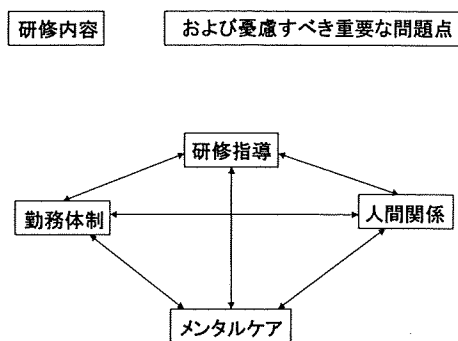 研修内容
および憂慮すべき重要な問題点
研修指導
勤務体制
人間関係
メンタルケア